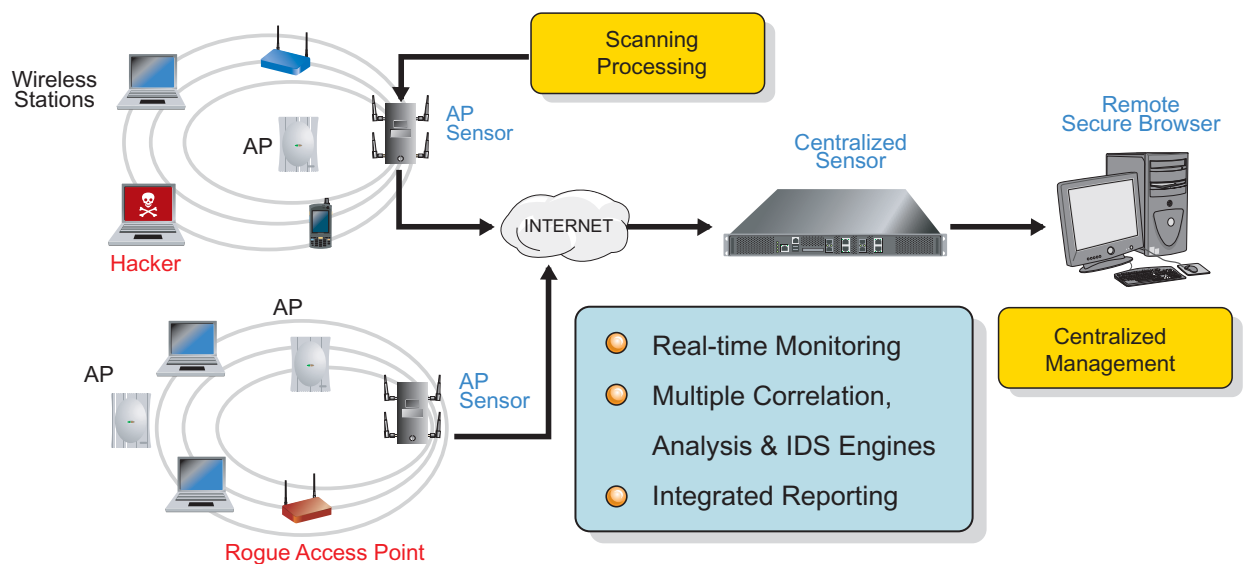 Scanning
Processing
Wireless
Stations
AP
Sensor
AP
Hacker
INTERNET
Centralized
Sensor
Remote
Secure Browser
AP
AP
AP
Sensor
Rogue Access Point
Real-time Monitoring
Multiple Correlation,
Analysis & IDS Engines
Integrated Reporting
Centralized
Management